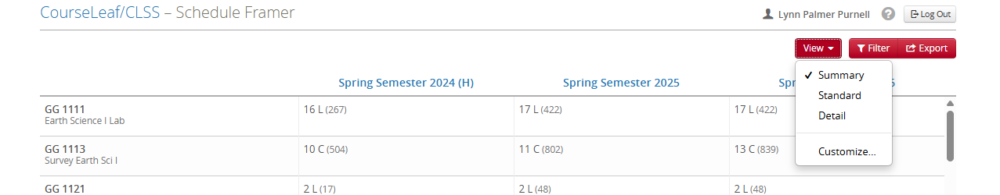 CourseLeaf/CLSS – Schedule Framer
Lynn Palmer Purnell
? Log Out
View Filter Export
Summary
Standard
Detail
Customize...
Spring Semester 2024 (H) Spring Semester 2025 Spr 6
GG 1111 16 L (267) 17 L (422) 17 L (422)
Earth Science I Lab
GG 1113 10 C (504) 11 C (802) 13 C (839)
Survey Earth Sci I
GG 1121 2 L (17) 2 L (48) 2 L (48)